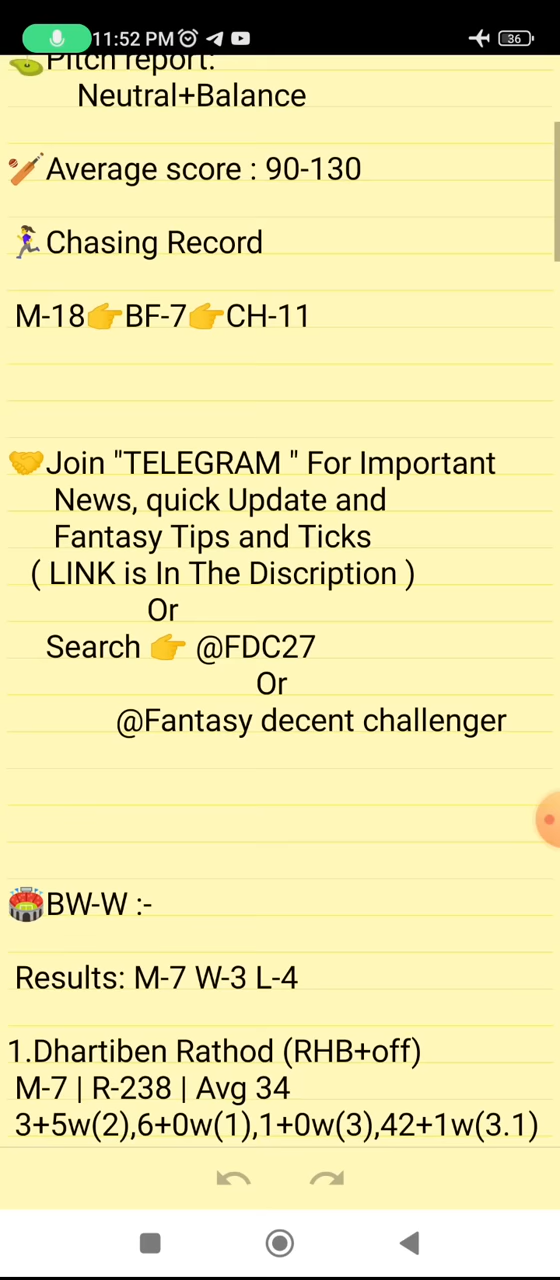 11:52 PM
36
Pitch report:
Neutral+Balance
Average score : 90-130
Chasing Record
M-18👉BF-7👉CH-11
Join "TELEGRAM " For Important
News, quick Update and
Fantasy Tips and Ticks
( LINK is In The Discription )
Or
Search 👉 @FDC27
Or
@Fantasy decent challenger
BW-W :-
Results: M-7 W-3 L-4
1.Dhartiben Rathod (RHB+off)
M-7 | R-238 | Avg 34
3+5w(2),6+0w(1),1+0w(3),42+1w(3.1)